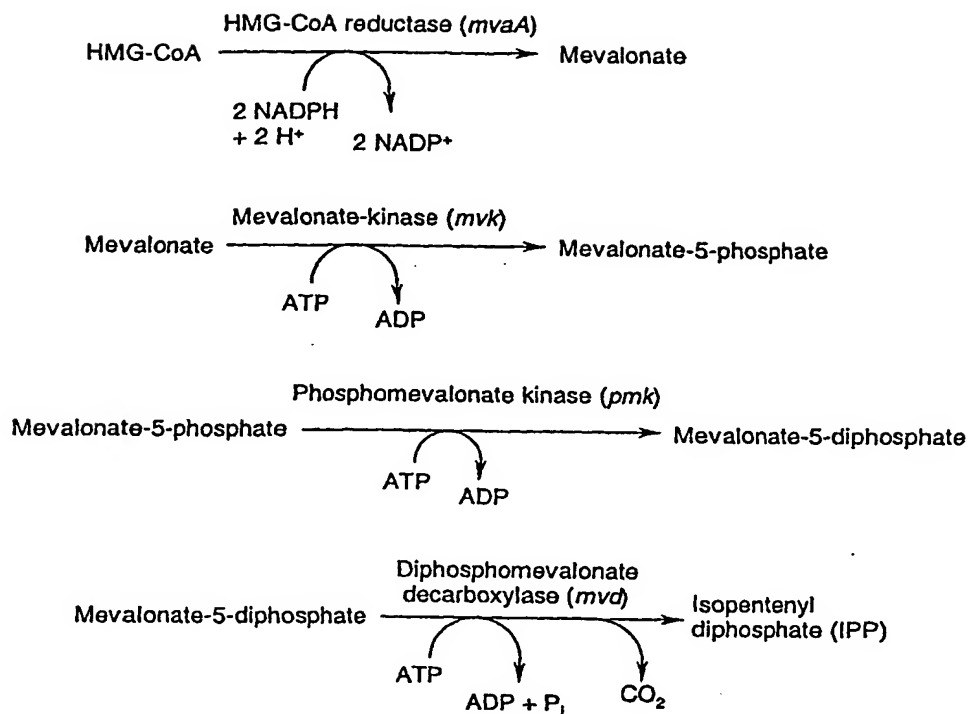 HMG-CoA reductase (mvaA)
HMG-CoA
Mevalonate
2 NADPH
+ 2 H⁺
2 NADP⁺
Mevalonate-kinase (mvk)
Mevalonate
Mevalonate-5-phosphate
ATP
ADP
Phosphomevalonate kinase (pmk)
Mevalonate-5-phosphate
Mevalonate-5-diphosphate
ATP
ADP
Diphosphomevalonate
decarboxylase (mvd)
Mevalonate-5-diphosphate
Isopentenyl
diphosphate (IPP)
ATP
ADP + Pᵢ
CO₂